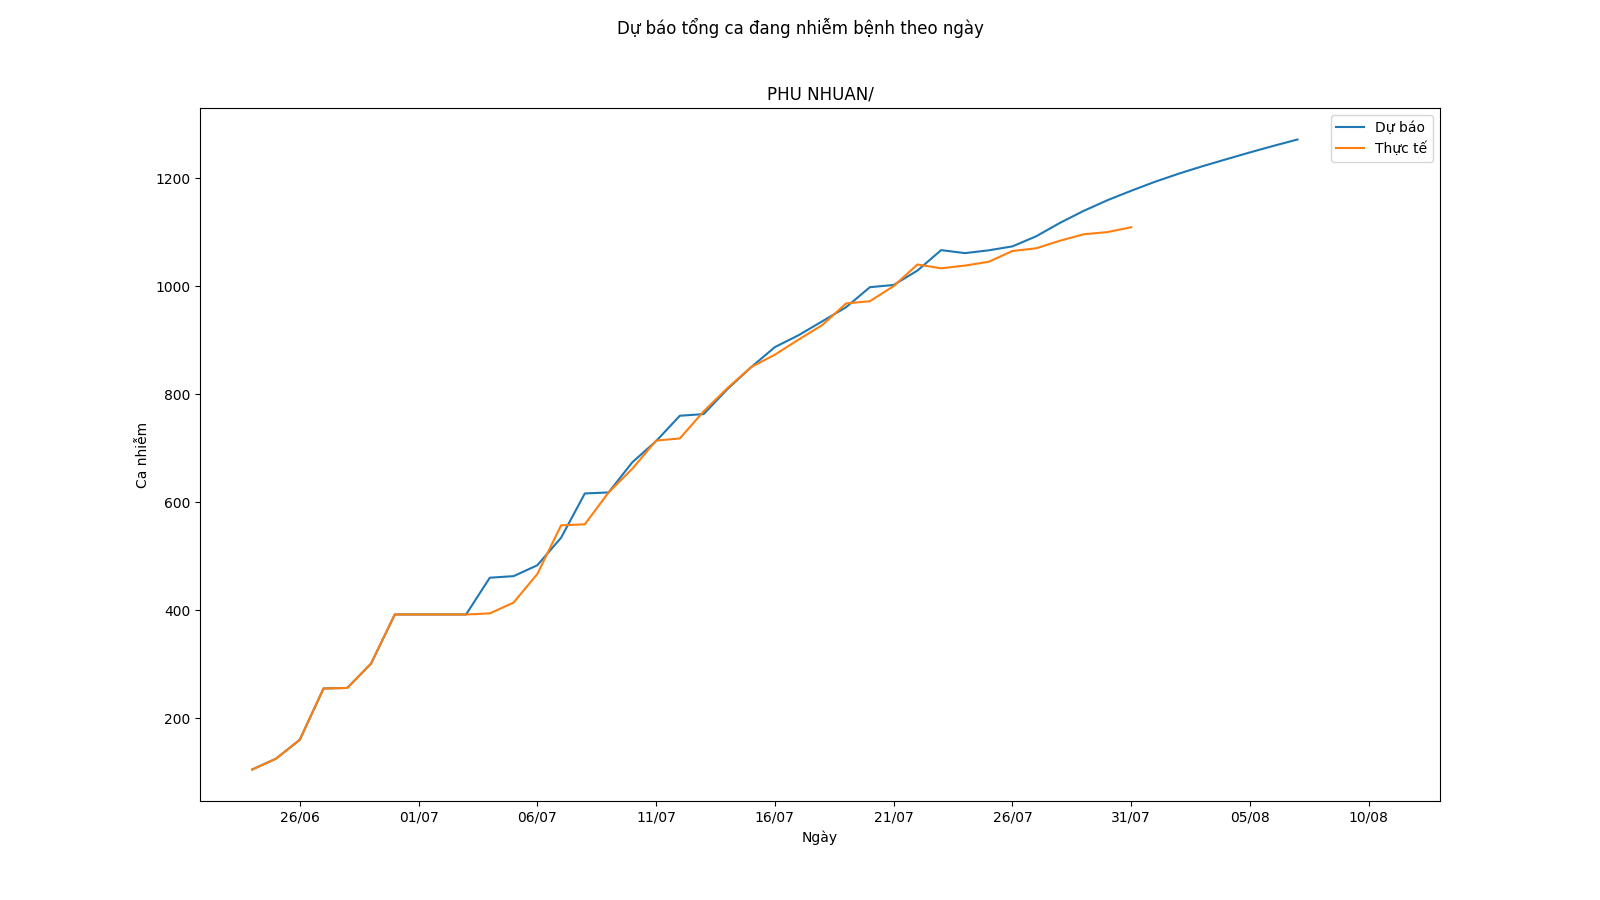 Dự báo tổng ca đang nhiễm bệnh theo ngày
PHU NHUAN/
Dự báo
Thực tế
1200
1000
800
600
400
200
Ca nhiễm
26/06 01/07 06/07 11/07 16/07 21/07 26/07 31/07 05/08 10/08
Ngày